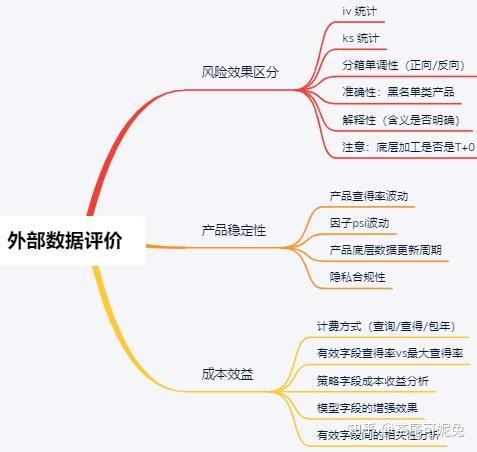 外部数据评价
风险效果区分
iv 统计
ks 统计
分箱单调性（正向/反向）
准确性：黑名单类产品
解释性（含义是否明确）
注意：底层加工是否是T+0
产品稳定性
产品查得率波动
因子psi波动
产品底层数据更新周期
隐私合规性
成本效益
计费方式（查询/查得/包年）
有效字段查得率vs最大查得率
策略字段成本收益分析
模型字段的增强效果
有效字段间的相关性分析
知乎